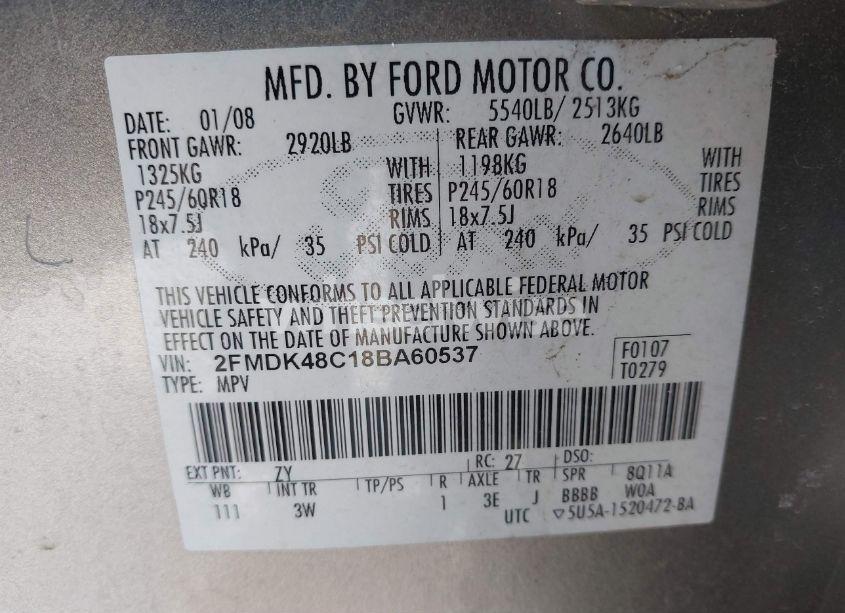 MFD. BY FORD MOTOR CO.
DATE: 01/08 GVWR: 5540LB/ 2513KG
FRONT GAWR: 2920LB REAR GAWR: 2640LB
1325KG WITH 1198KG WITH
P245/60R18 TIRES P245/60R18 TIRES
18x7.5J RIMS 18x7.5J RIMS
AT 240 kPa/ 35 PSI COLD AT 240 kPa/ 35 PSI COLD
THIS VEHICLE CONFORMS TO ALL APPLICABLE FEDERAL MOTOR
VEHICLE SAFETY AND THEFT PREVENTION STANDARDS IN
EFFECT ON THE DATE OF MANUFACTURE SHOWN ABOVE.
VIN: 2FMDK48C18BA60537 F0107
TYPE: MPV T0279
EXT PNT: ZY RC: 27 DSO:
WB INT TR TP/PS R AXLE TR SPR 8Q11A
111 3W 1 3E J BBBB W0A
UTC ▽5U5A-1520472-BA